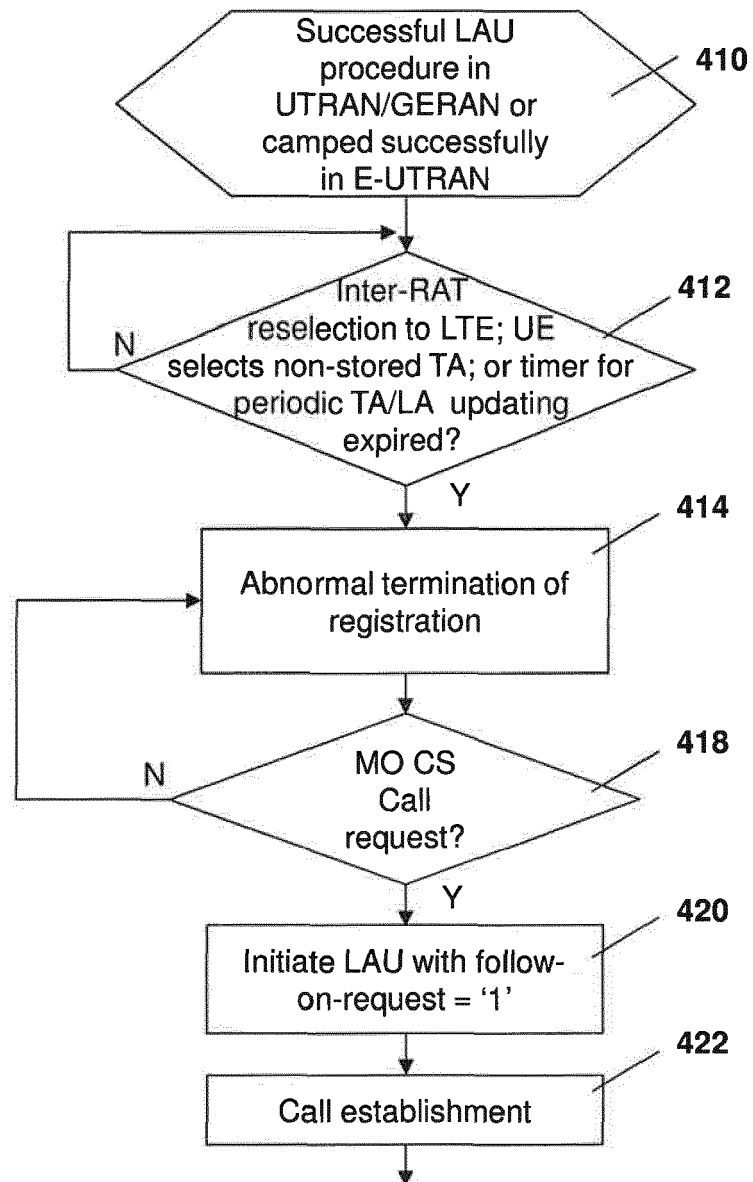 Successful LAU
procedure in
UTRAN/GERAN or
camped successfully
in E-UTRAN
410
Inter-RAT
reselection to LTE; UE
selects non-stored TA; or timer for
periodic TA/LA updating
expired?
412
N
Y
414
Abnormal termination of
registration
418
MO CS
Call
request?
N
Y
420
Initiate LAU with follow-
on-request = ‘1’
422
Call establishment